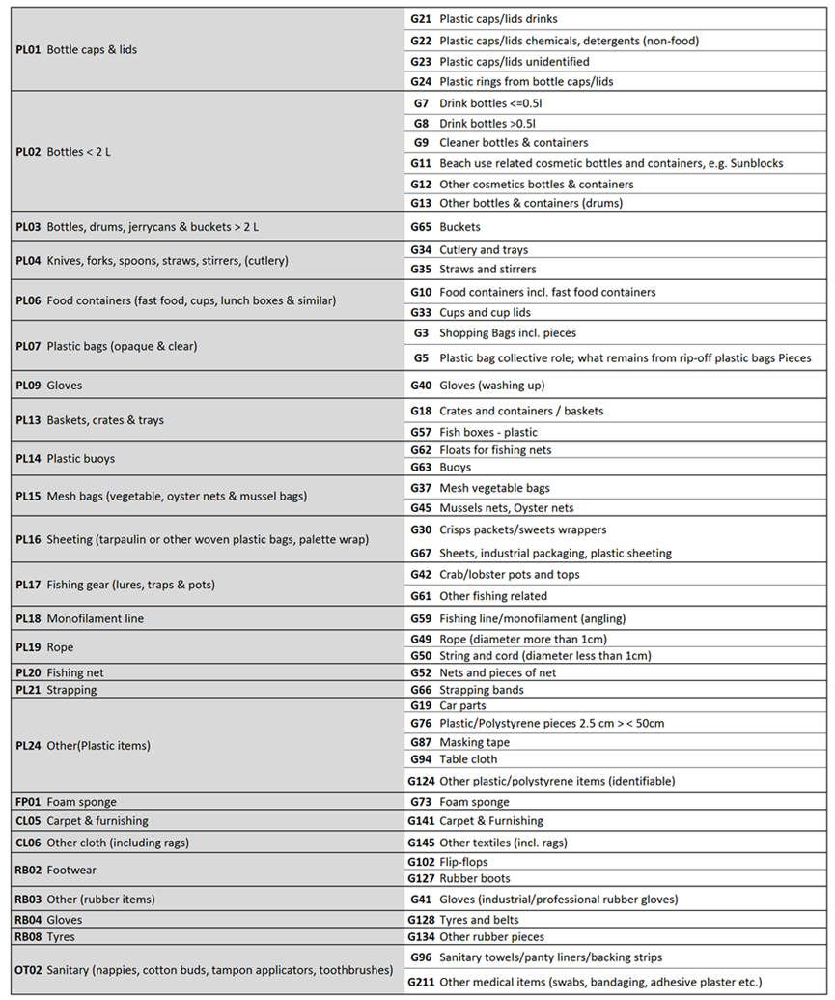 PL01 Bottle caps & lids
G21 Plastic caps/lids drinks
G22 Plastic caps/lids chemicals, detergents (non-food)
G23 Plastic caps/lids unidentified
G24 Plastic rings from bottle caps/lids
PL02 Bottles < 2 L
G7 Drink bottles <=0.5l
G8 Drink bottles >0.5l
G9 Cleaner bottles & containers
G11 Beach use related cosmetic bottles and containers, e.g. Sunblocks
G12 Other cosmetics bottles & containers
G13 Other bottles & containers (drums)
PL03 Bottles, drums, jerrycans & buckets > 2 L
G65 Buckets
PL04 Knives, forks, spoons, straws, stirrers, (cutlery)
G34 Cutlery and trays
G35 Straws and stirrers
PL06 Food containers (fast food, cups, lunch boxes & similar)
G10 Food containers incl. fast food containers
G33 Cups and cup lids
PL07 Plastic bags (opaque & clear)
G3 Shopping Bags incl. pieces
G5 Plastic bag collective role; what remains from rip-off plastic bags Pieces
PL09 Gloves
G40 Gloves (washing up)
PL13 Baskets, crates & trays
G18 Crates and containers / baskets
G57 Fish boxes - plastic
PL14 Plastic buoys
G62 Floats for fishing nets
G63 Buoys
PL15 Mesh bags (vegetable, oyster nets & mussel bags)
G37 Mesh vegetable bags
G45 Mussels nets, Oyster nets
PL16 Sheeting (tarpaulin or other woven plastic bags, palette wrap)
G30 Crisps packets/sweets wrappers
G67 Sheets, industrial packaging, plastic sheeting
PL17 Fishing gear (lures, traps & pots)
G42 Crab/lobster pots and tops
G61 Other fishing related
PL18 Monofilament line
G59 Fishing line/monofilament (angling)
PL19 Rope
G49 Rope (diameter more than 1cm)
G50 String and cord (diameter less than 1cm)
PL20 Fishing net
G52 Nets and pieces of net
PL21 Strapping
G66 Strapping bands
PL24 Other(Plastic items)
G19 Car parts
G76 Plastic/Polystyrene pieces 2.5 cm > < 50cm
G87 Masking tape
G94 Table cloth
G124 Other plastic/polystyrene items (identifiable)
FP01 Foam sponge
G73 Foam sponge
CL05 Carpet & furnishing
G141 Carpet & Furnishing
CL06 Other cloth (including rags)
G145 Other textiles (incl. rags)
RB02 Footwear
G102 Flip-flops
G127 Rubber boots
RB03 Other (rubber items)
G41 Gloves (industrial/professional rubber gloves)
RB04 Gloves
G128 Tyres and belts
RB08 Tyres
G134 Other rubber pieces
OT02 Sanitary (nappies, cotton buds, tampon applicators, toothbrushes)
G96 Sanitary towels/panty liners/backing strips
G211 Other medical items (swabs, bandaging, adhesive plaster etc.)